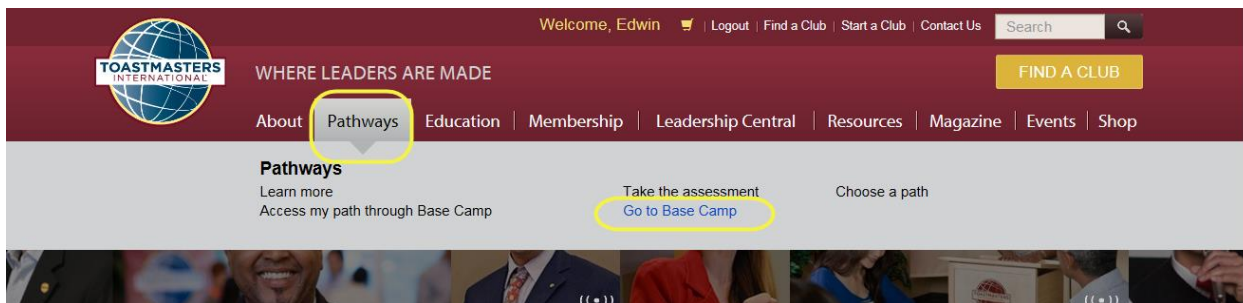 Welcome, Edwin | Logout | Find a Club | Start a Club | Contact Us Search
TOASTMASTERS
INTERNATIONAL
WHERE LEADERS ARE MADE
FIND A CLUB
About Pathways Education | Membership | Leadership Central | Resources | Magazine | Events | Shop
Pathways
Learn more Take the assessment Choose a path
Access my path through Base Camp Go to Base Camp